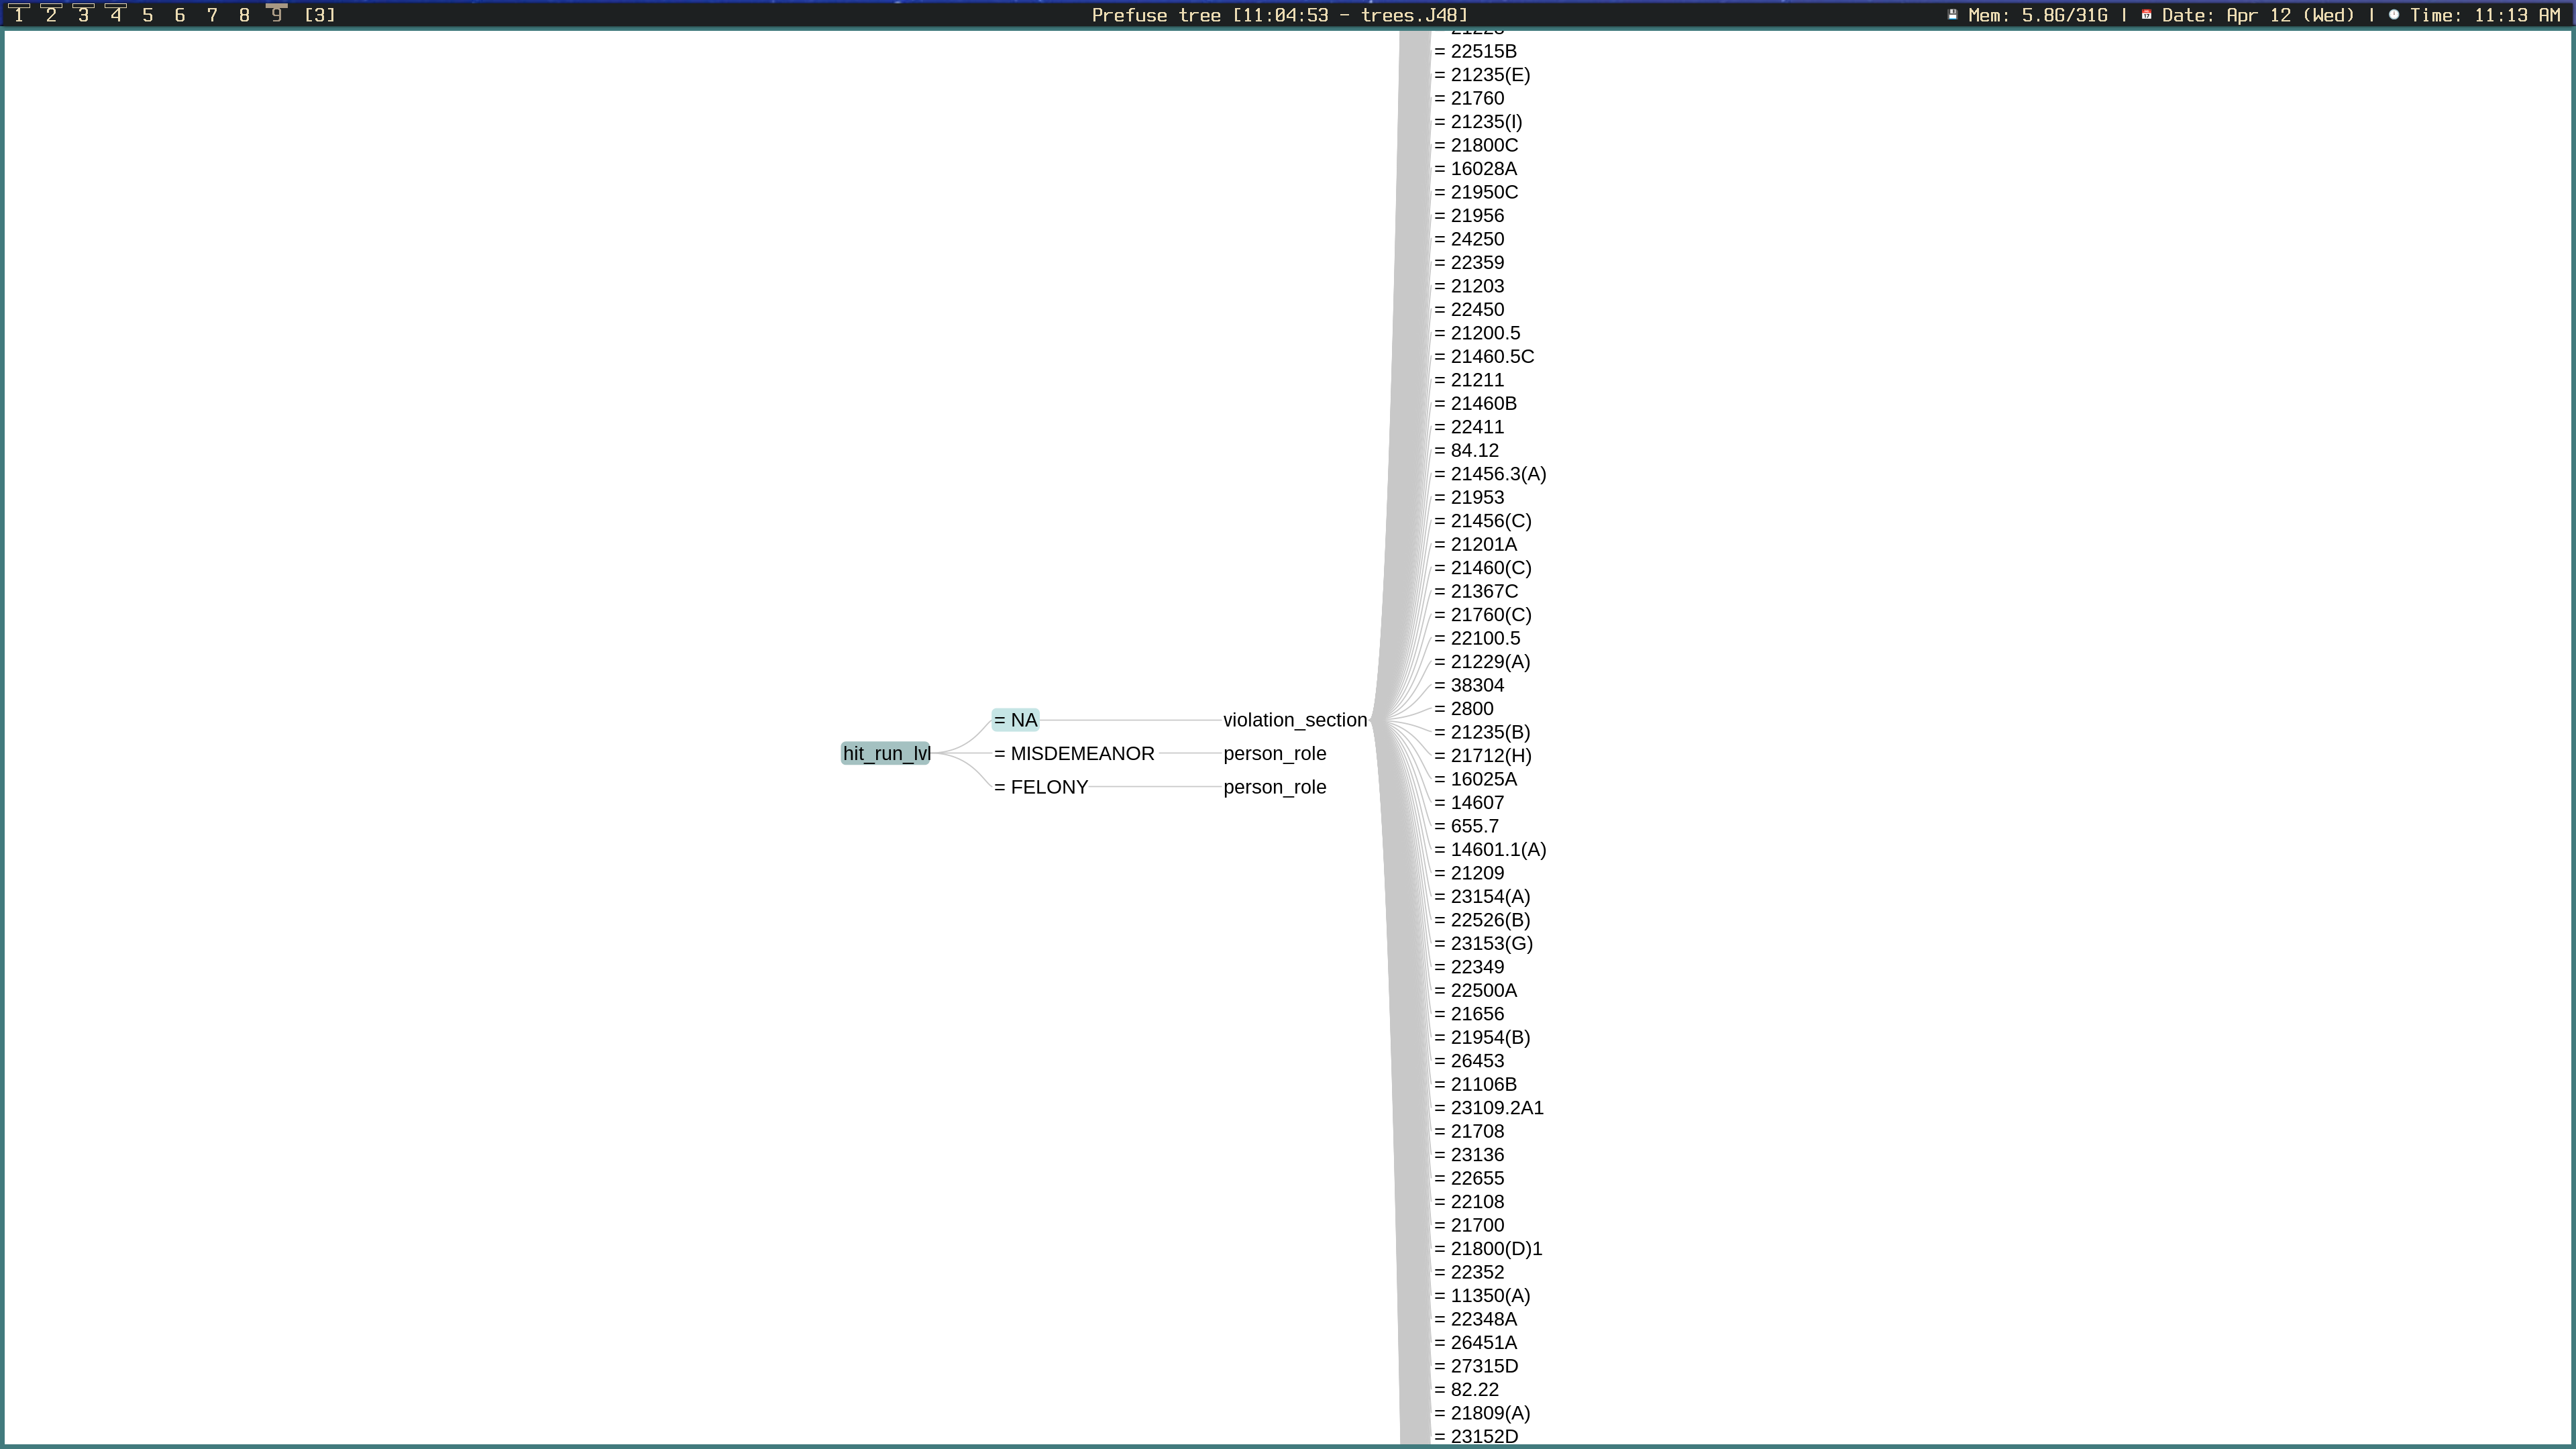 1 2 3 4 5 6 7 8 9 [3] Prefuse tree [11:04:53 - trees.J48] Mem: 5.8G/31G | Date: Apr 12 (Wed) | Time: 11:13 AM
= 22515B
= 21235(E)
= 21760
= 21235(I)
= 21800C
= 16028A
= 21950C
= 21956
= 24250
= 22359
= 21203
= 22450
= 21200.5
= 21460.5C
= 21211
= 21460B
= 22411
= 84.12
= 21456.3(A)
= 21953
= 21456(C)
= 21201A
= 21460(C)
= 21367C
= 21760(C)
= 22100.5
= 21229(A)
= 38304
= 2800
= NA violation_section
= 21235(B)
hit_run_lvl = MISDEMEANOR person_role
= 21712(H)
= 16025A
= FELONY person_role
= 14607
= 655.7
= 14601.1(A)
= 21209
= 23154(A)
= 22526(B)
= 23153(G)
= 22349
= 22500A
= 21656
= 21954(B)
= 26453
= 21106B
= 23109.2A1
= 21708
= 23136
= 22655
= 22108
= 21700
= 21800(D)1
= 22352
= 11350(A)
= 22348A
= 26451A
= 27315D
= 82.22
= 21809(A)
= 23152D